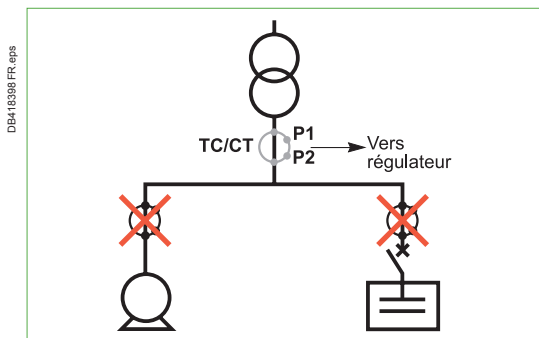 DB418398 FR.eps
TC/CT
P1
P2
Vers
régulateur